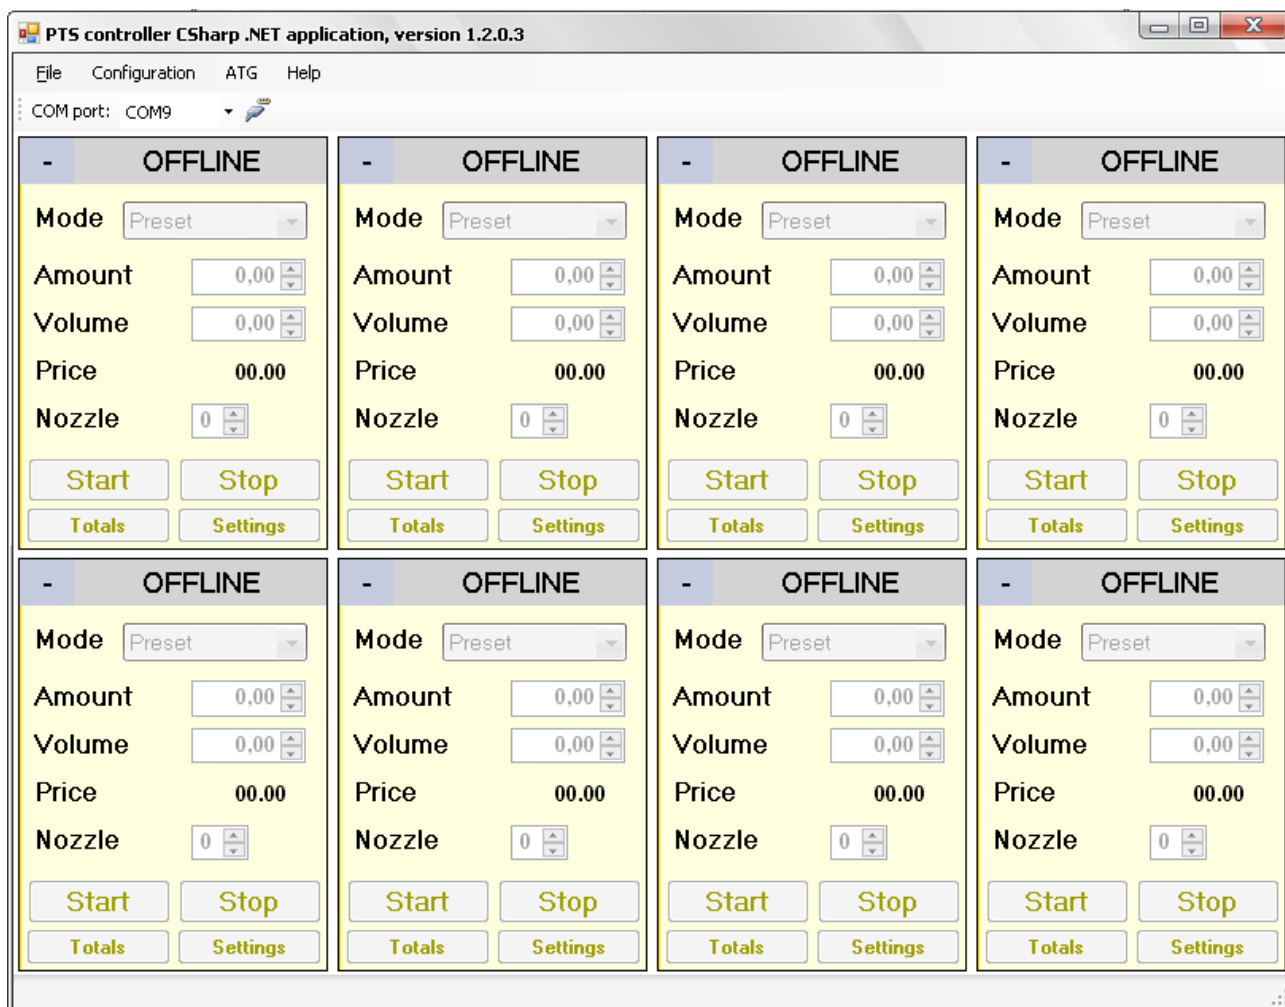 PTS controller CSharp .NET application, version 1.2.0.3
File Configuration ATG Help
COM port: COM9
- OFFLINE - OFFLINE - OFFLINE - OFFLINE
Mode Preset Mode Preset Mode Preset Mode Preset
Amount 0,00 Amount 0,00 Amount 0,00 Amount 0,00
Volume 0,00 Volume 0,00 Volume 0,00 Volume 0,00
Price 00.00 Price 00.00 Price 00.00 Price 00.00
Nozzle 0 Nozzle 0 Nozzle 0 Nozzle 0
Start Stop Start Stop Start Stop Start Stop
Totals Settings Totals Settings Totals Settings Totals Settings
- OFFLINE - OFFLINE - OFFLINE - OFFLINE
Mode Preset Mode Preset Mode Preset Mode Preset
Amount 0,00 Amount 0,00 Amount 0,00 Amount 0,00
Volume 0,00 Volume 0,00 Volume 0,00 Volume 0,00
Price 00.00 Price 00.00 Price 00.00 Price 00.00
Nozzle 0 Nozzle 0 Nozzle 0 Nozzle 0
Start Stop Start Stop Start Stop Start Stop
Totals Settings Totals Settings Totals Settings Totals Settings